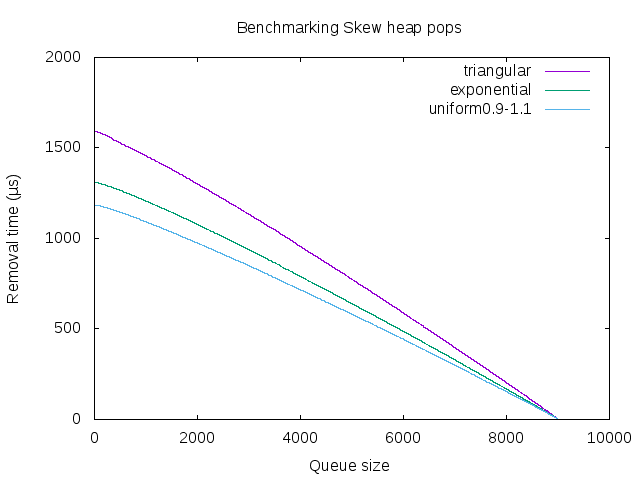 Benchmarking Skew heap pops
2000
1500
1000
500
0
0 2000 4000 6000 8000 10000
Removal time (µs)
Queue size
triangular
exponential
uniform0.9-1.1